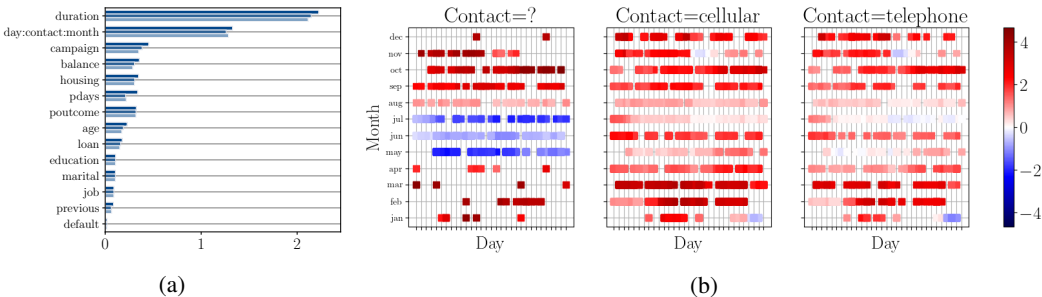 duration
day:contact:month
campaign
balance
housing
pdays
poutcome
age
loan
education
marital
job
previous
default
0
1
2
(a)
Contact=?
Contact=cellular
Contact=telephone
Month
dec
nov
oct
sep
aug
jul
jun
may
apr
mar
feb
jan
Day
Day
Day
4
2
0
−2
−4
(b)